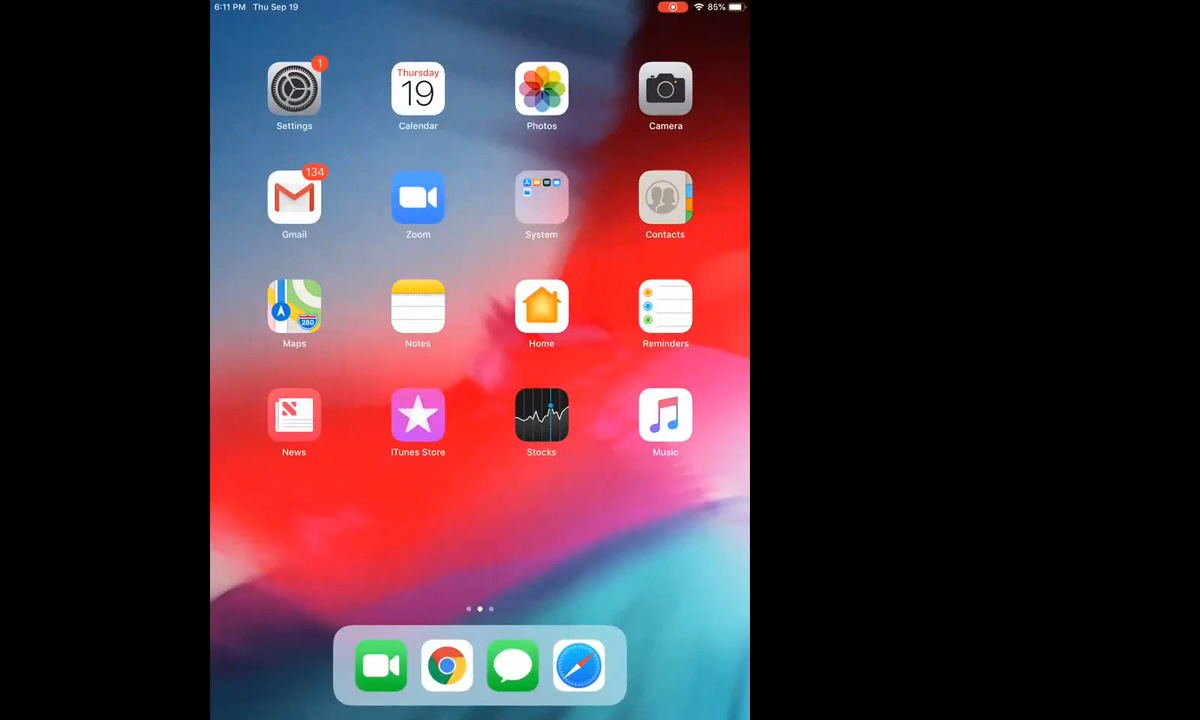 6:11 PM Thu Sep 19 85%
1
Thursday
19
Settings Calendar Photos Camera
134
Gmail Zoom System Contacts
280
Maps Notes Home Reminders
News iTunes Store Stocks Music